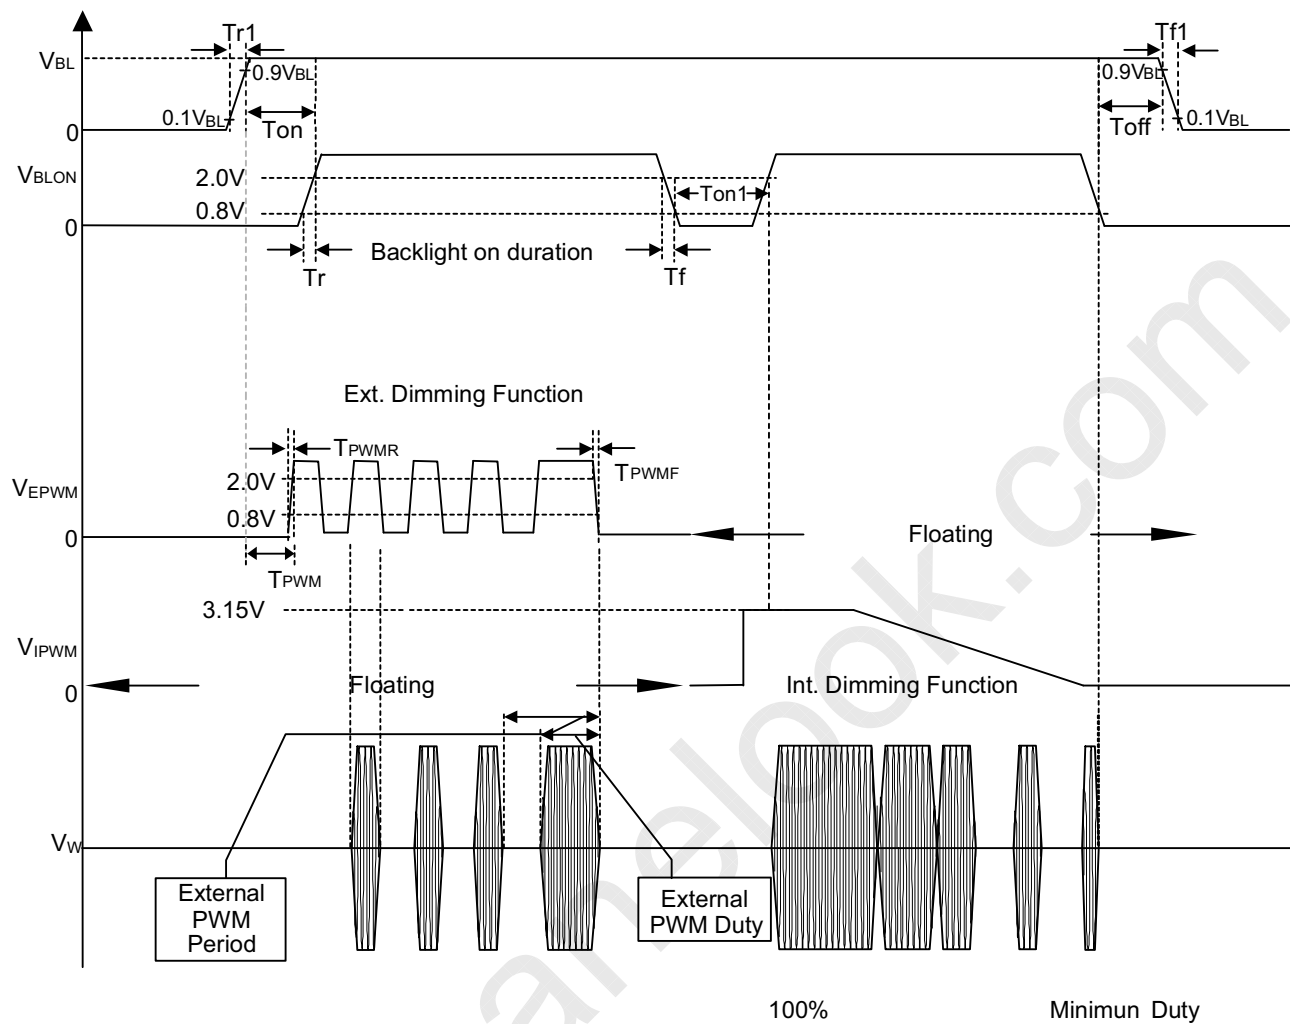 Tr1
Tf1
VBL
0.9VBL
0.9VBL
0.1VBL
Ton
Toff
0.1VBL
0
VBLON
2.0V
Ton1
0.8V
0
Backlight on duration
Tr
Tf
Ext. Dimming Function
TPWMR
TPWMF
2.0V
VEPWM
0.8V
0
Floating
TPWM
3.15V
VIPWM
0
Floating
Int. Dimming Function
VW
External
PWM
Period
External
PWM Duty
100%
Minimun Duty
anelook.com